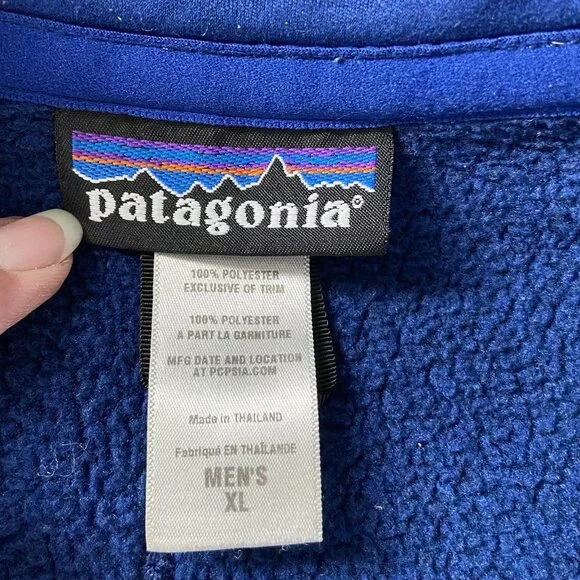 patagonia®
100% POLYESTER
EXCLUSIVE OF TRIM
100% POLYESTER
A PART LA GARNITURE
MFG DATE AND LOCATION
AT PCPSIA.COM
Made in THAILAND
Fabriqué EN THAÏLANDE
MEN'S
XL